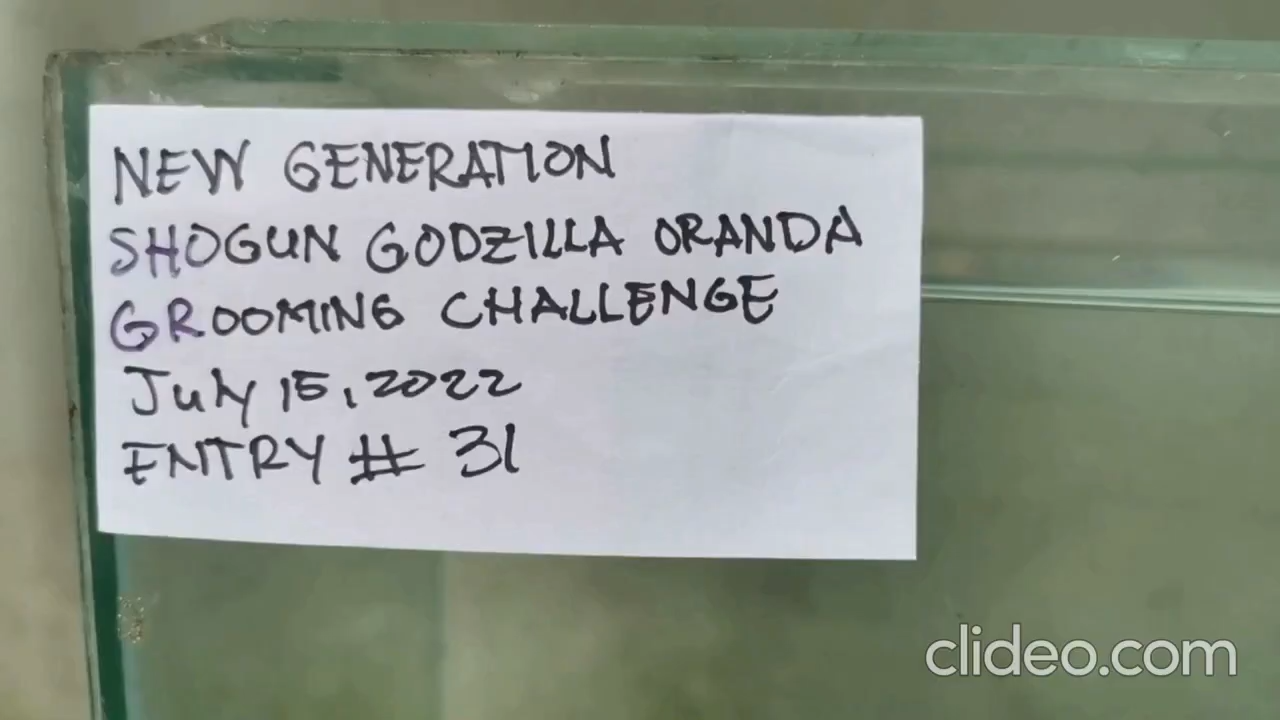 NEW GENERATION
SHOGUN GODZILLA ORANDA
GROOMING CHALLENGE
July 15, 2022
ENTRY # 31
clideo.com